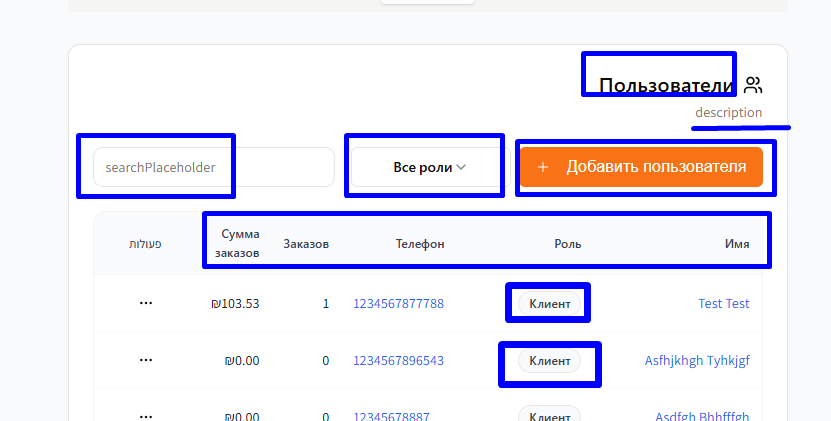 Пользователи
description
+ Добавить пользователя
Все роли
searchPlaceholder
Имя Роль Телефон Заказов Сумма заказов פעולות
Test Test Клиент 1234567877788 1 ₪103.53 ...
Asfhjkhgh Tyhkjgf Клиент 1234567896543 0 ₪0.00 ...
Asdfgh Bhhfffgh Клиент 12345678887 0 ₪0.00 ...